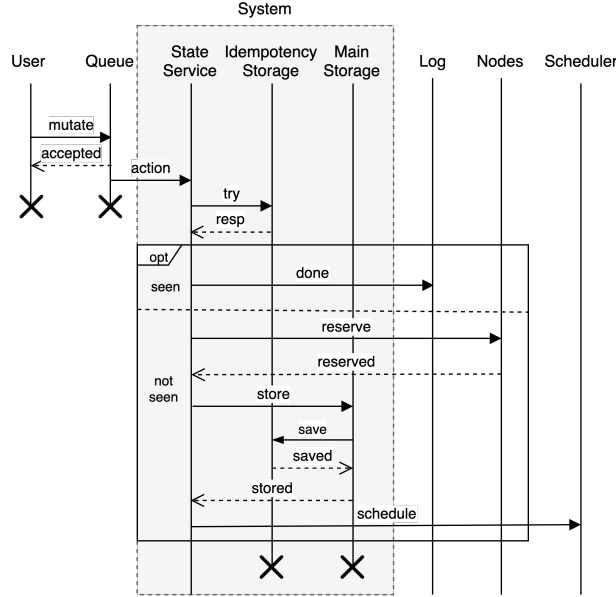 System
User
Queue
State
Service
Idempotency
Storage
Main
Storage
Log
Nodes
Scheduler
mutate
accepted
action
try
resp
opt
seen
done
reserve
reserved
not
seen
store
save
saved
stored
schedule